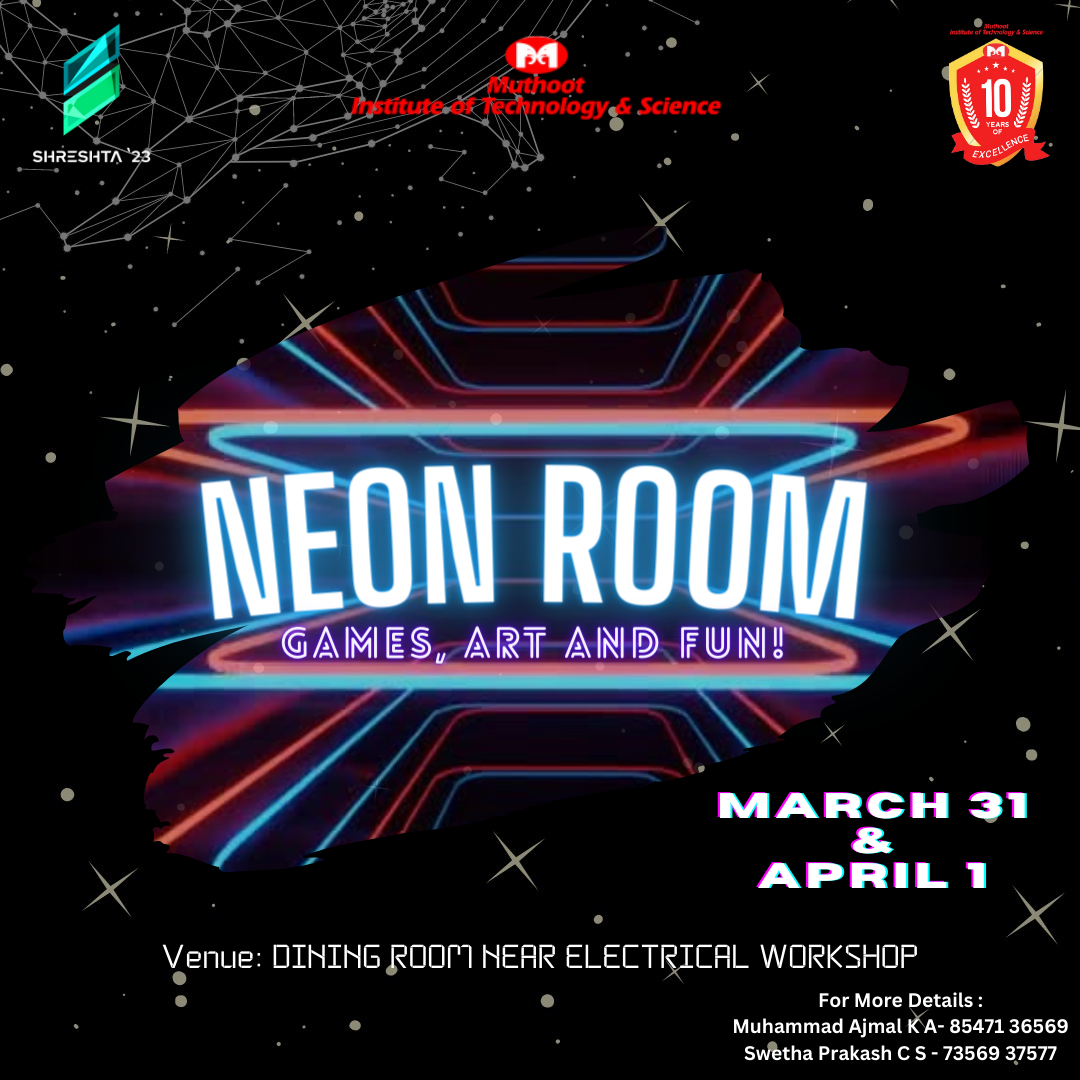 SHRESHTA '23
Muthoot
Institute of Technology & Science
Muthoot
Institute of Technology & Science
10
YEARS
OF
EXCELLENCE
NEON ROOM
GAMES, ART AND FUN!
MARCH 31
&
APRIL 1
Venue: DINING ROOM NEAR ELECTRICAL WORKSHOP
For More Details :
Muhammad Ajmal K A- 85471 36569
Swetha Prakash C S - 73569 37577